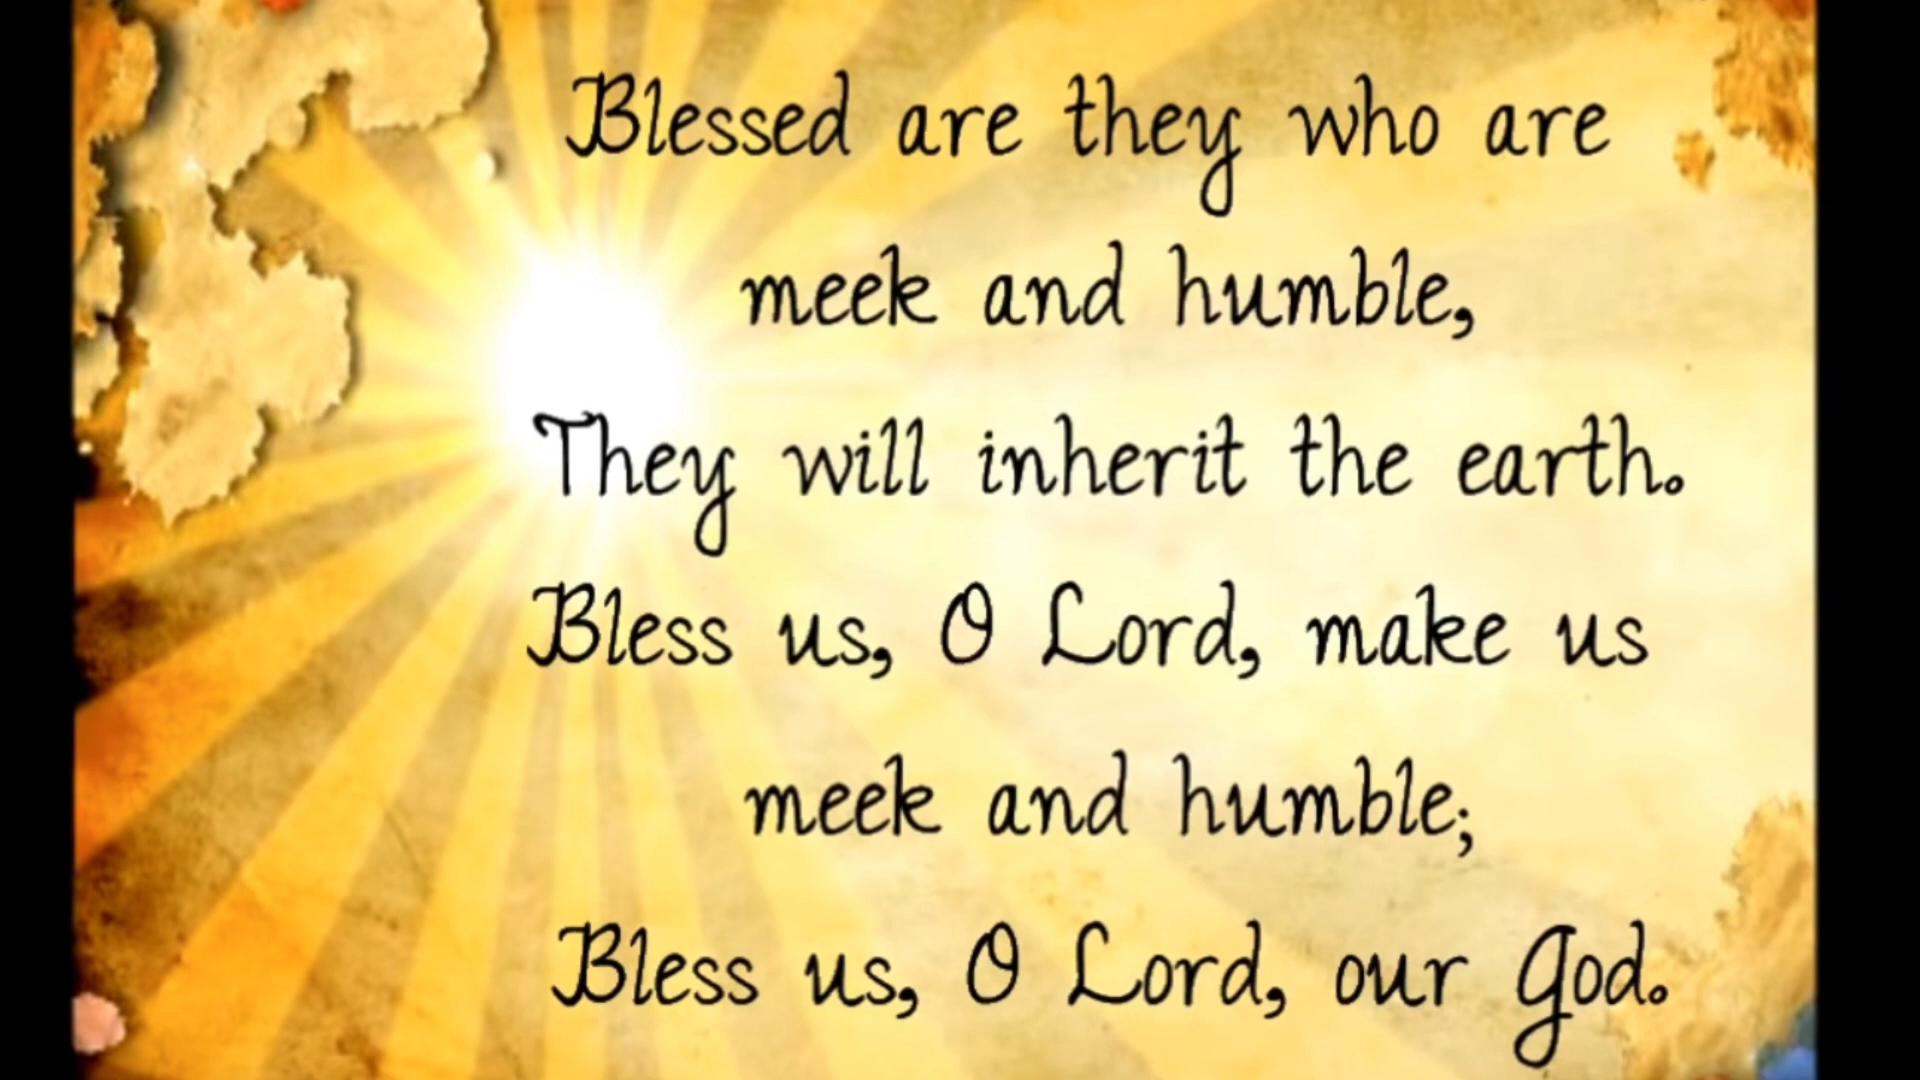 Blessed are they who are
meek and humble,
They will inherit the earth.
Bless us, O Lord, make us
meek and humble;
Bless us, O Lord, our God.